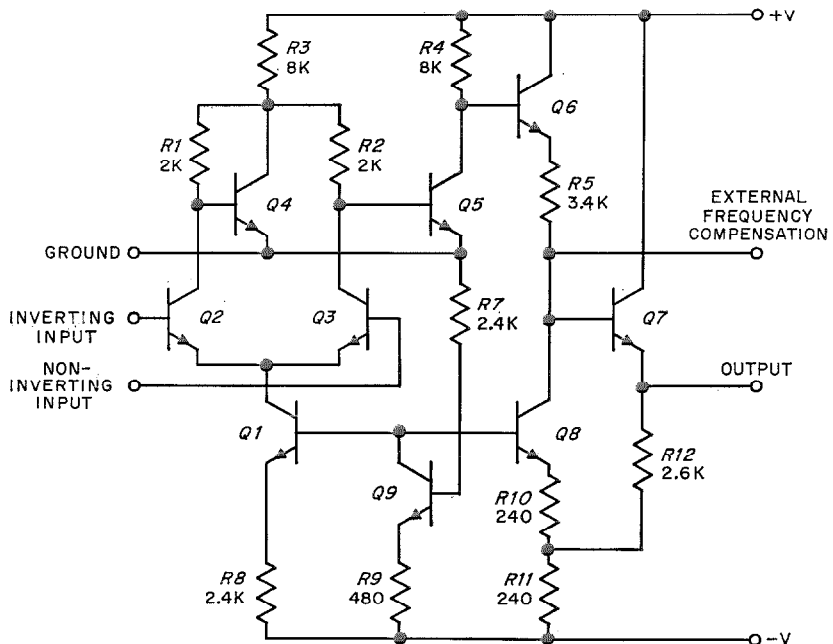 +V
R3
8K
R4
8K
Q6
R1
2K
R2
2K
Q4
Q5
R5
3.4K
EXTERNAL
FREQUENCY
COMPENSATION
GROUND
R7
2.4K
INVERTING
INPUT
Q2
Q3
Q7
NON-
INVERTING
INPUT
OUTPUT
Q1
Q8
Q9
R12
2.6K
R10
240
R8
2.4K
R9
480
R11
240
-V